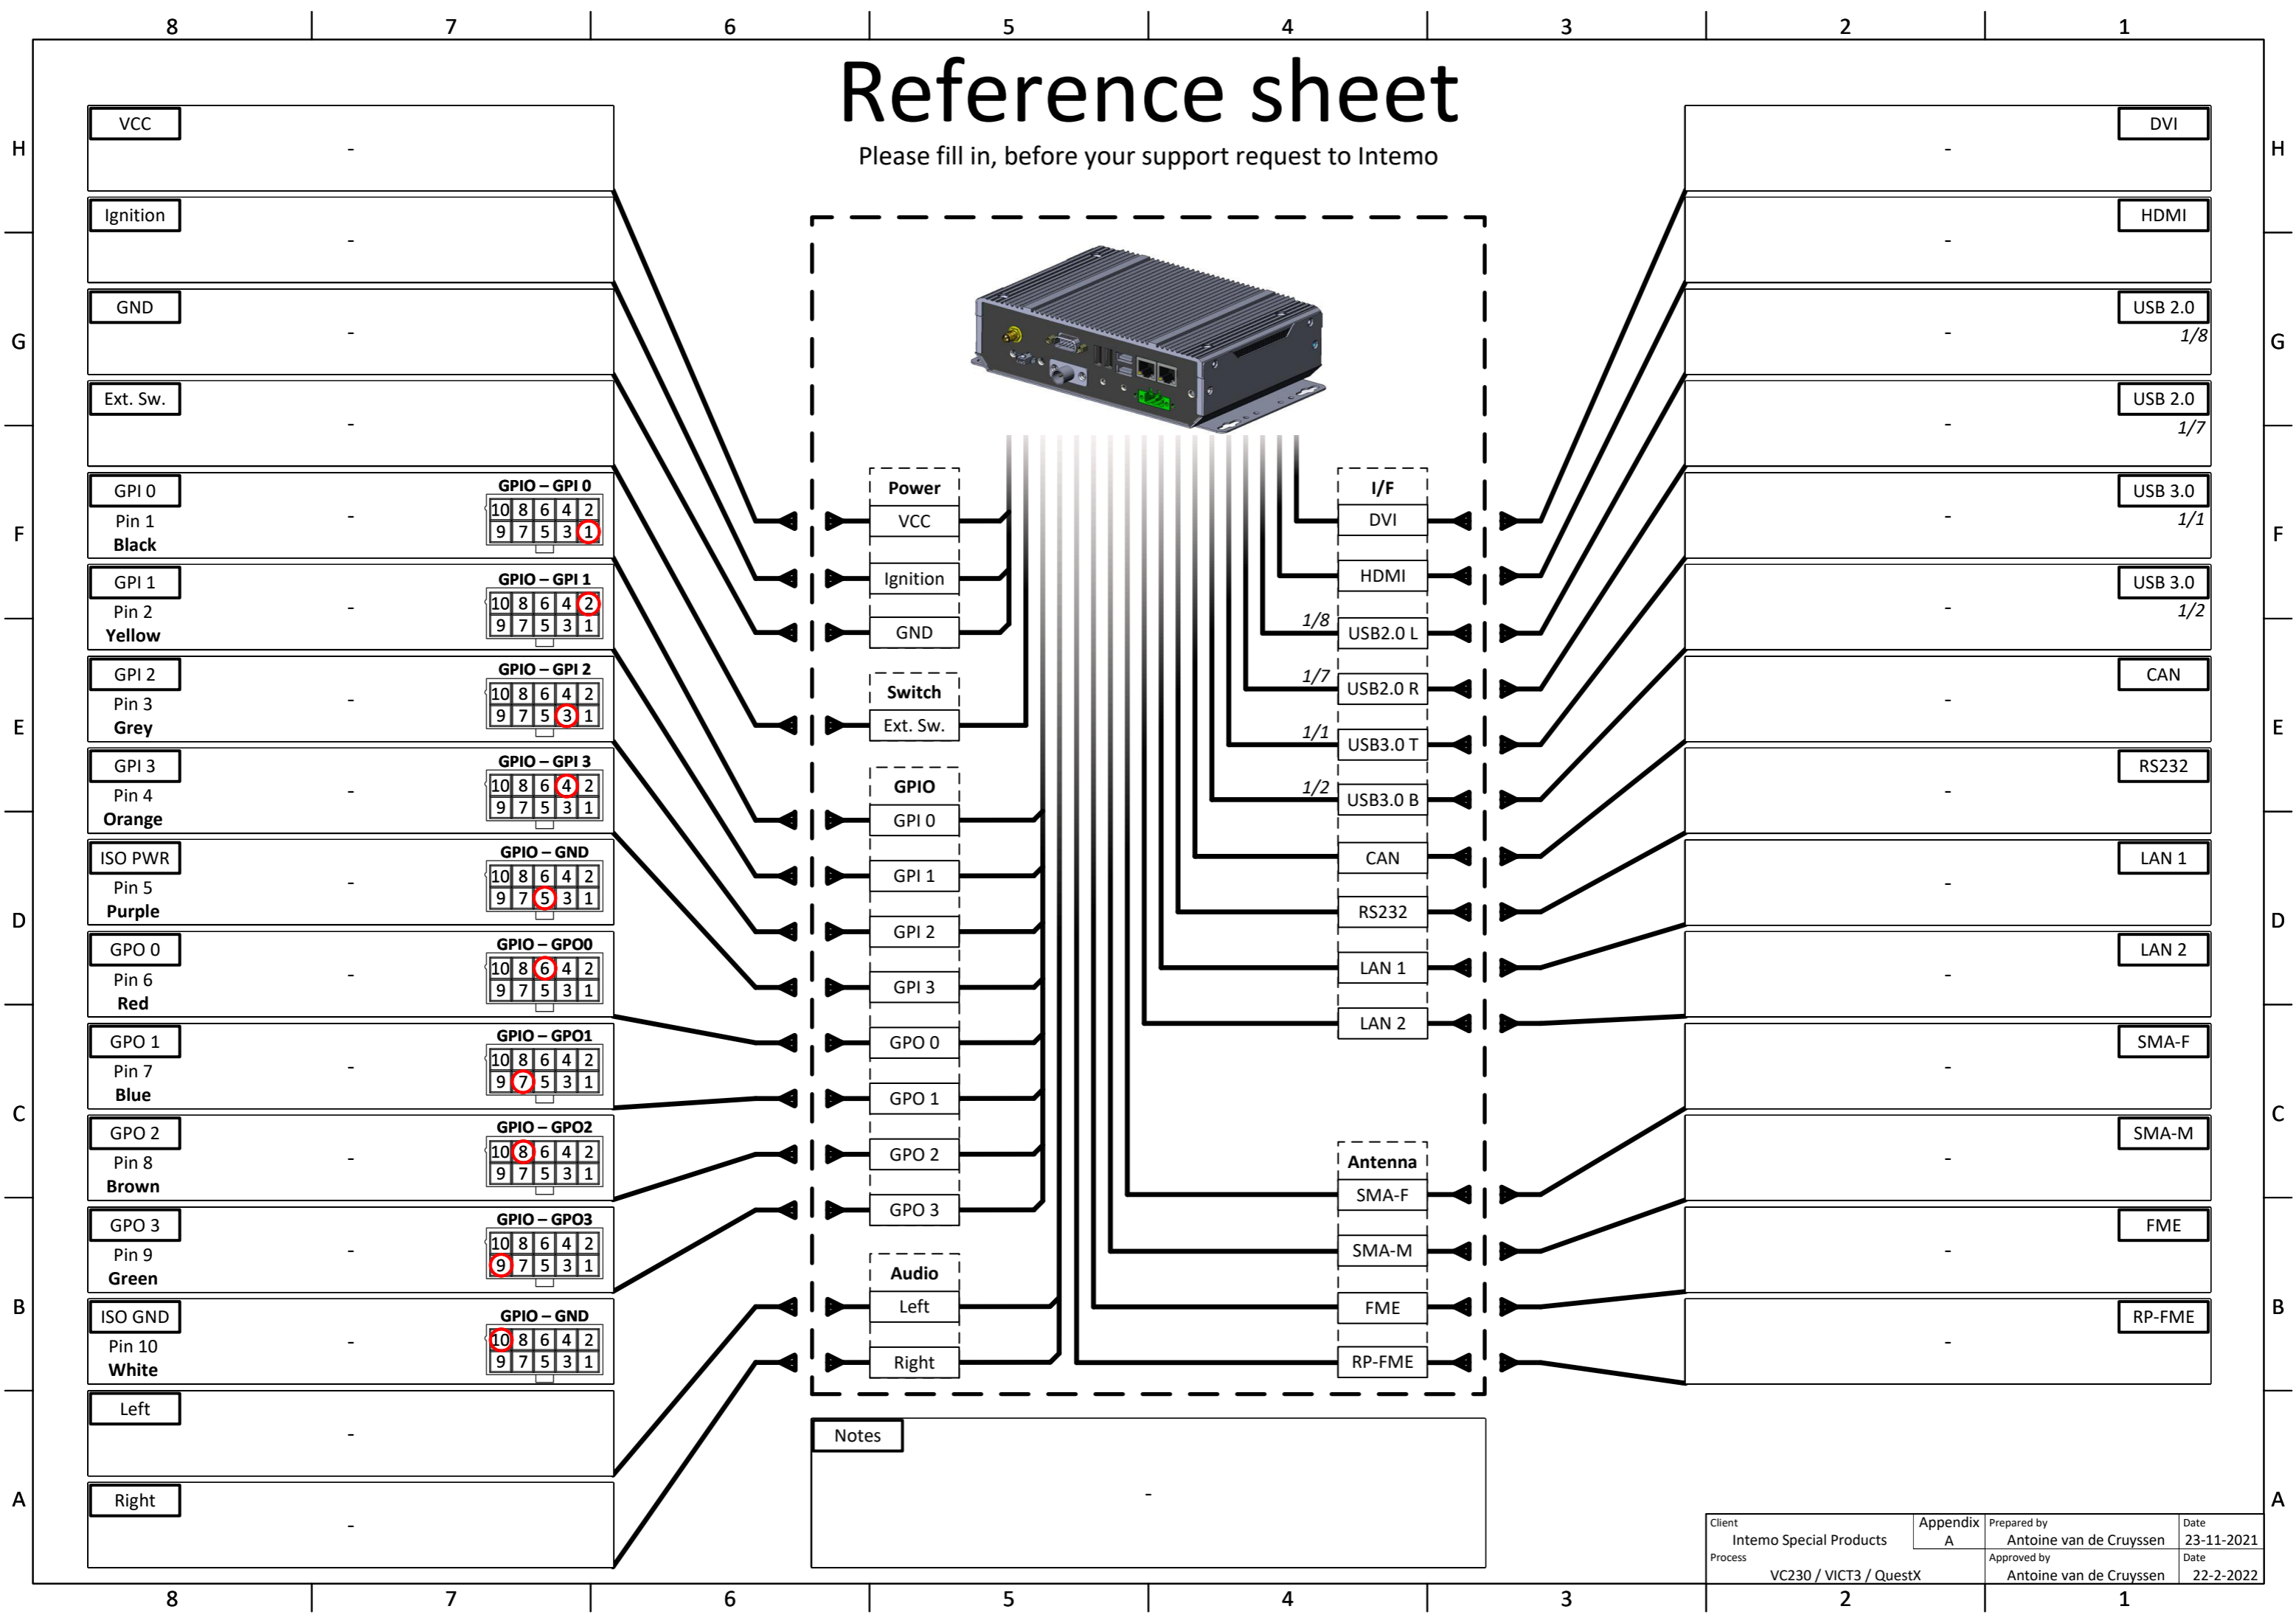 8 7 6 5 4 3 2 1
Reference sheet
Please fill in, before your support request to Intemo
H
G
F
E
D
C
B
A
VCC
-
Ignition
-
GND
-
Ext. Sw.
-
GPI 0
Pin 1
Black
-
GPIO – GPI 0
10 8 6 4 2
9 7 5 3 1
GPI 1
Pin 2
Yellow
-
GPIO – GPI 1
10 8 6 4 2
9 7 5 3 1
GPI 2
Pin 3
Grey
-
GPIO – GPI 2
10 8 6 4 2
9 7 5 3 1
GPI 3
Pin 4
Orange
-
GPIO – GPI 3
10 8 6 4 2
9 7 5 3 1
ISO PWR
Pin 5
Purple
-
GPIO – GND
10 8 6 4 2
9 7 5 3 1
GPO 0
Pin 6
Red
-
GPIO – GPO0
10 8 6 4 2
9 7 5 3 1
GPO 1
Pin 7
Blue
-
GPIO – GPO1
10 8 6 4 2
9 7 5 3 1
GPO 2
Pin 8
Brown
-
GPIO – GPO2
10 8 6 4 2
9 7 5 3 1
GPO 3
Pin 9
Green
-
GPIO – GPO3
10 8 6 4 2
9 7 5 3 1
ISO GND
Pin 10
White
-
GPIO – GND
10 8 6 4 2
9 7 5 3 1
Left
-
Right
-
Power
VCC
Ignition
GND
Switch
Ext. Sw.
GPIO
GPI 0
GPI 1
GPI 2
GPI 3
GPO 0
GPO 1
GPO 2
GPO 3
Audio
Left
Right
I/F
DVI
HDMI
1/8 USB2.0 L
1/7 USB2.0 R
1/1 USB3.0 T
1/2 USB3.0 B
CAN
RS232
LAN 1
LAN 2
Antenna
SMA-F
SMA-M
FME
RP-FME
Notes
-
DVI
-
HDMI
-
USB 2.0
1/8
-
USB 2.0
1/7
-
USB 3.0
1/1
-
USB 3.0
1/2
-
CAN
-
RS232
-
LAN 1
-
LAN 2
-
SMA-F
-
SMA-M
-
FME
-
RP-FME
-
H
G
F
E
D
C
B
A
Client
Intemo Special Products
Appendix
A
Prepared by
Antoine van de Cruyssen
Date
23-11-2021
Process
VC230 / VICT3 / QuestX
Approved by
Antoine van de Cruyssen
Date
22-2-2022
8 7 6 5 4 3 2 1